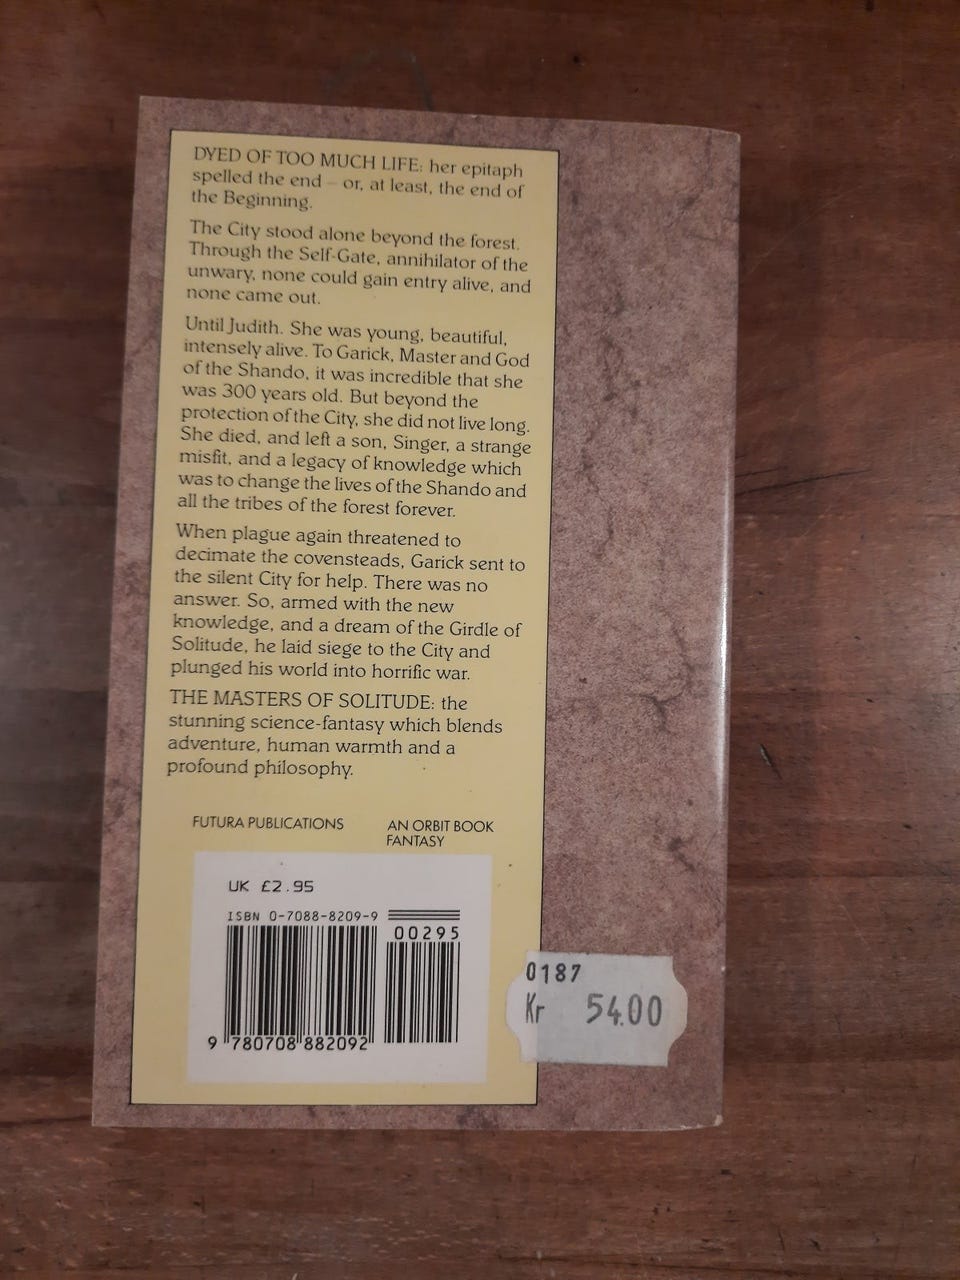 DYED OF TOO MUCH LIFE: her epitaph
spelled the end – or, at least, the end of
the Beginning.
The City stood alone beyond the forest.
Through the Self-Gate, annihilator of the
unwary, none could gain entry alive, and
none came out.
Until Judith. She was young, beautiful,
intensely alive. To Garick, Master and God
of the Shando, it was incredible that she
was 300 years old. But beyond the
protection of the City, she did not live long.
She died, and left a son, Singer, a strange
misfit, and a legacy of knowledge which
was to change the lives of the Shando and
all the tribes of the forest forever.
When plague again threatened to
decimate the covensteads, Garick sent to
the silent City for help. There was no
answer. So, armed with the new
knowledge, and a dream of the Girdle of
Solitude, he laid siege to the City and
plunged his world into horrific war.
THE MASTERS OF SOLITUDE: the
stunning science-fantasy which blends
adventure, human warmth and a
profound philosophy.
FUTURA PUBLICATIONS
AN ORBIT BOOK
FANTASY
UK £2.95
ISBN 0-7088-8209-9
00295
9 780708 882092
0187
Kr 54.00